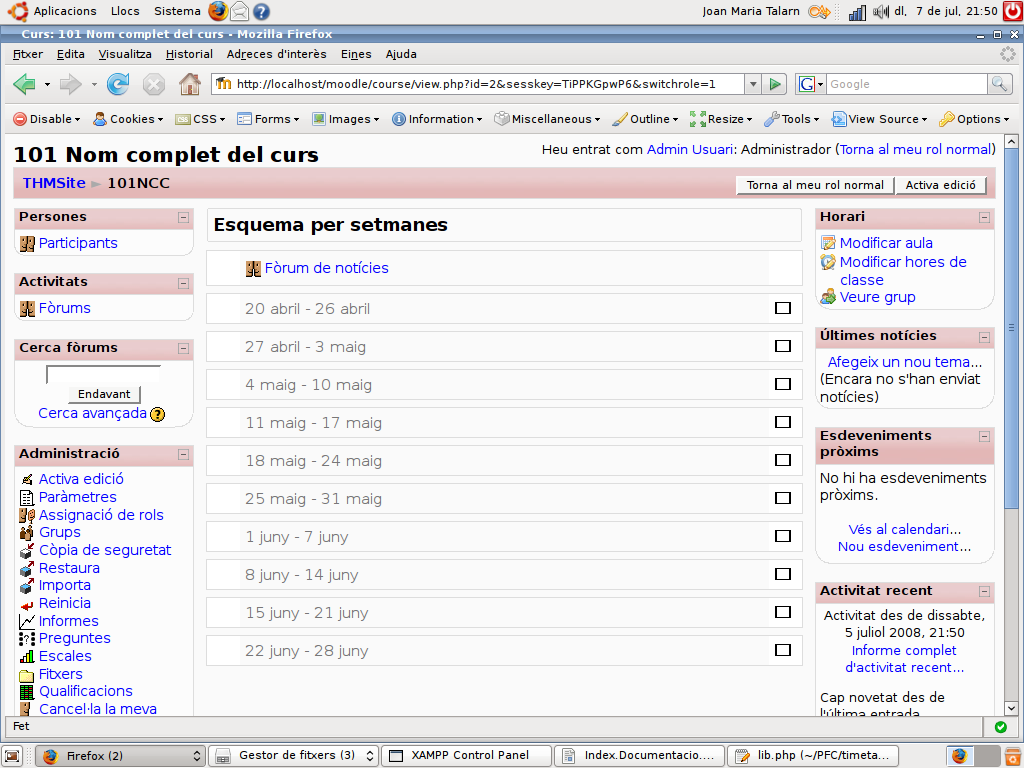 Aplicacions Llocs Sistema
Joan Maria Talarn
dl, 7 de jul, 21:50
Curs: 101 Nom complet del curs - Mozilla Firefox
Fitxer Edita Visualitza Historial Adreces d'interès Eines Ajuda
http://localhost/moodle/course/view.php?id=2&sesskey=TiPPKGpwP6&switchrole=1
Google
Disable Cookies CSS Forms Images Information Miscellaneous Outline Resize Tools View Source Options
101 Nom complet del curs
Heu entrat com Admin Usuari: Administrador (Torna al meu rol normal)
THMSite ► 101NCC
Torna al meu rol normal
Activa edició
Persones
Participants
Activitats
Fòrums
Cerca fòrums
Endavant
Cerca avançada
Administració
Activa edició
Paràmetres
Assignació de rols
Grups
Còpia de seguretat
Restaura
Importa
Reinicia
Informes
Preguntes
Escales
Fitxers
Qualificacions
Cancel·la la meva
Esquema per setmanes
Fòrum de notícies
20 abril - 26 abril
27 abril - 3 maig
4 maig - 10 maig
11 maig - 17 maig
18 maig - 24 maig
25 maig - 31 maig
1 juny - 7 juny
8 juny - 14 juny
15 juny - 21 juny
22 juny - 28 juny
Horari
Modificar aula
Modificar hores de
classe
Veure grup
Últimes notícies
Afegeix un nou tema...
(Encara no s'han enviat
notícies)
Esdeveniments
pròxims
No hi ha esdeveniments
pròxims.
Vés al calendari...
Nou esdeveniment...
Activitat recent
Activitat des de dissabte,
5 juliol 2008, 21:50
Informe complet
d'activitat recent...
Cap novetat des de
l'última entrada
Fet
Firefox (2)
Gestor de fitxers (3)
XAMPP Control Panel
Index.Documentacio....
lib.php (~/PFC/timeta...